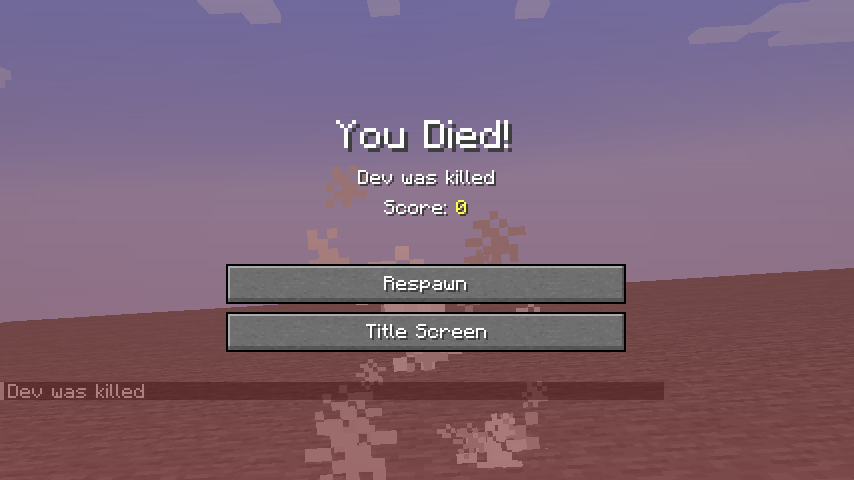 You Died!
Dev was killed
Score: 0
Respawn
Title Screen
Dev was killed